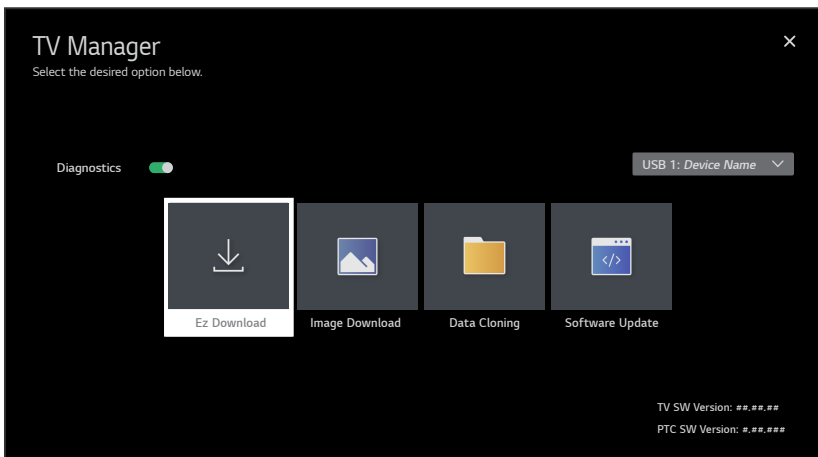 TV Manager
Select the desired option below.
Diagnostics
USB 1: Device Name
Ez Download
Image Download
Data Cloning
Software Update
TV SW Version: ##.##.##
PTC SW Version: #.##.###